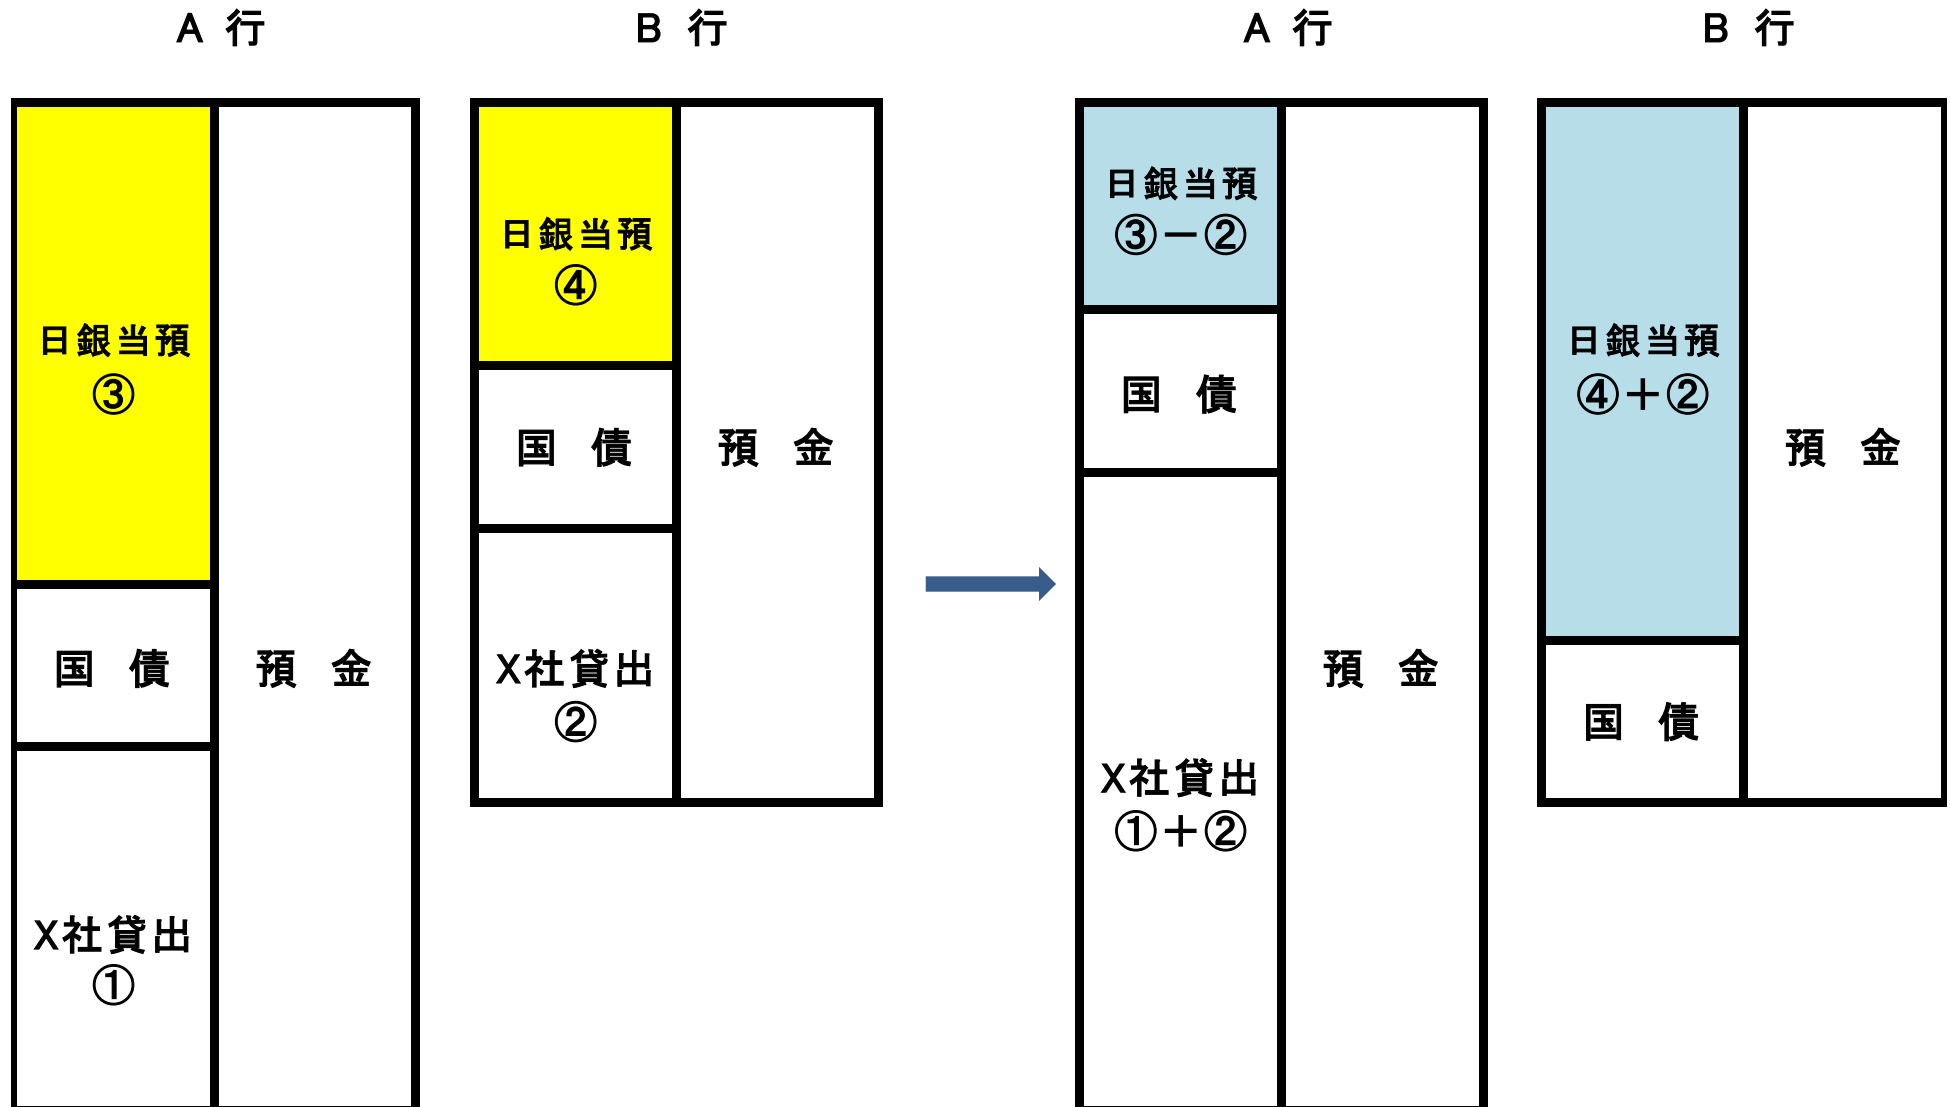 A 行
B 行
A 行
B 行
日銀当預
③
国 債
X社貸出
①
預 金
日銀当預
④
国 債
X社貸出
②
預 金
日銀当預
③－②
国 債
X社貸出
①＋②
預 金
日銀当預
④＋②
国 債
預 金